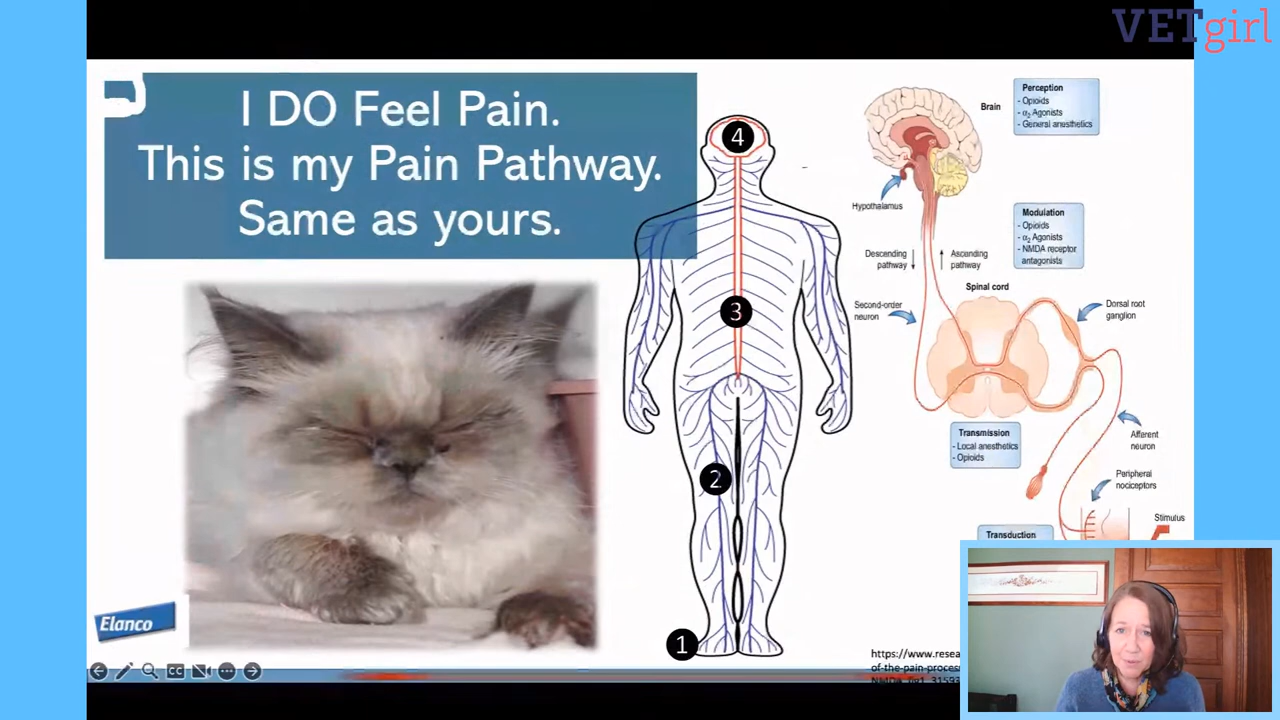 VETgirl
I DO Feel Pain.
This is my Pain Pathway.
Same as yours.
4
3
2
1
Brain
Perception
- Opioids
- α₂ Agonists
- General anesthetics
Hypothalamus
Modulation
- Opioids
- α₂ Agonists
- NMDA receptor
antagonists
Descending
pathway
Ascending
pathway
Spinal cord
Second-order
neuron
Dorsal root
ganglion
Transmission
- Local anesthetics
- Opioids
Afferent
neuron
Peripheral
nociceptors
Stimulus
Transduction
Elanco
CC
https://www.resea
of-the-pain-process